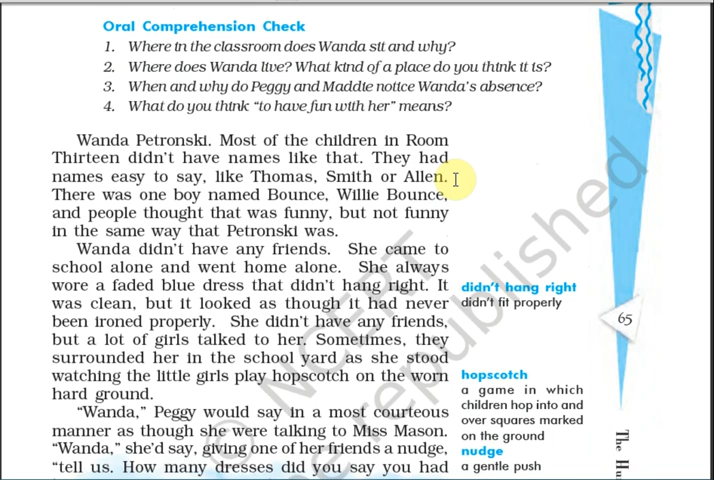 Oral Comprehension Check
1. Where in the classroom does Wanda sit and why?
2. Where does Wanda live? What kind of a place do you think it is?
3. When and why do Peggy and Maddie notice Wanda's absence?
4. What do you think “to have fun with her” means?
Wanda Petronski. Most of the children in Room
Thirteen didn't have names like that. They had
names easy to say, like Thomas, Smith or Allen.
There was one boy named Bounce, Willie Bounce,
and people thought that was funny, but not funny
in the same way that Petronski was.
Wanda didn't have any friends. She came to
school alone and went home alone. She always
wore a faded blue dress that didn't hang right. It
was clean, but it looked as though it had never
been ironed properly. She didn't have any friends,
but a lot of girls talked to her. Sometimes, they
surrounded her in the school yard as she stood
watching the little girls play hopscotch on the worn
hard ground.
“Wanda,” Peggy would say in a most courteous
manner as though she were talking to Miss Mason.
“Wanda,” she'd say, giving one of her friends a nudge,
“tell us. How many dresses did you say you had
didn't hang right
didn't fit properly
hopscotch
a game in which
children hop into and
over squares marked
on the ground
nudge
a gentle push
65
The Hu
© NCERT
be republished